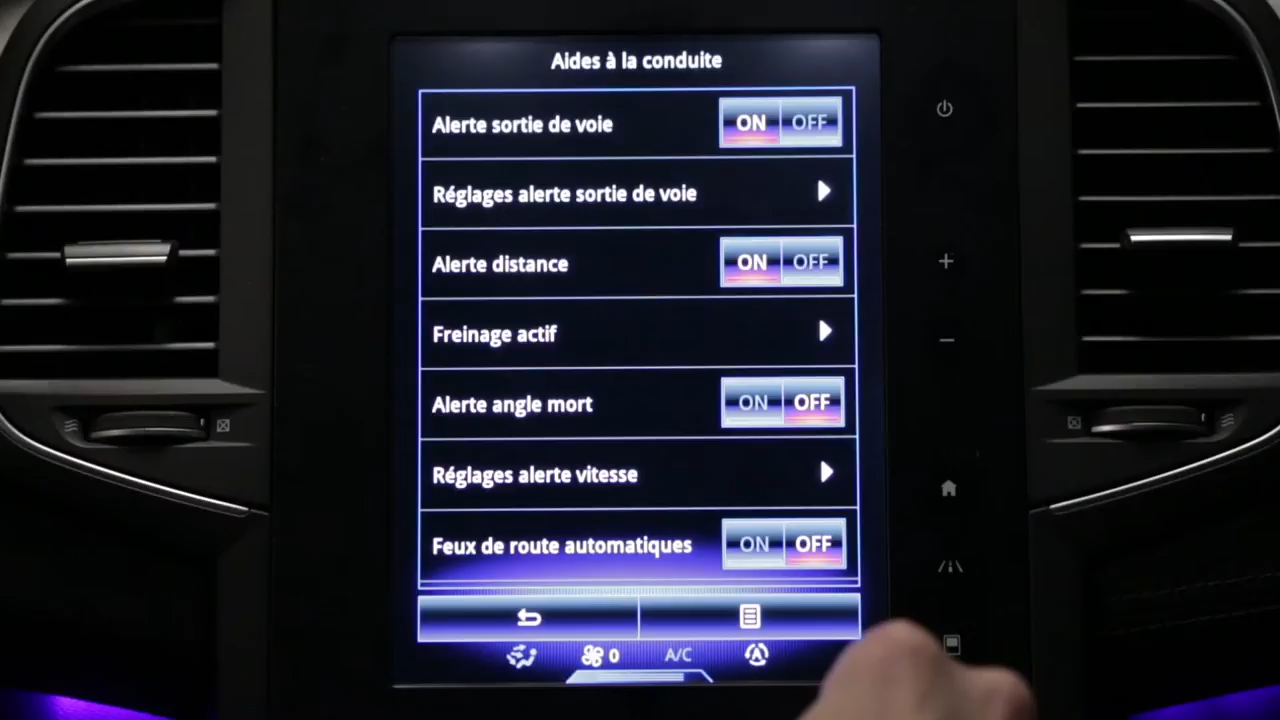 Aides à la conduite
Alerte sortie de voie ON OFF
Réglages alerte sortie de voie
Alerte distance ON OFF
Freinage actif
Alerte angle mort ON OFF
Réglages alerte vitesse
Feux de route automatiques ON OFF
0 A/C